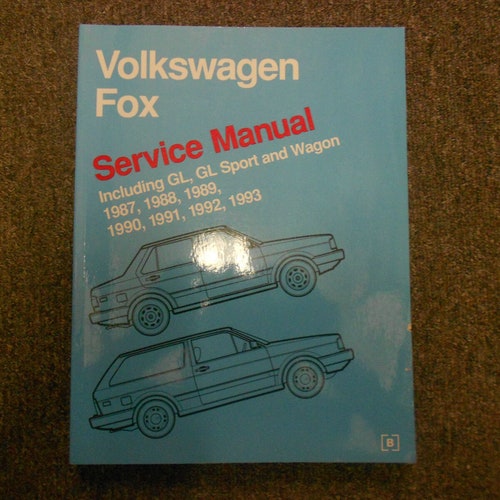 Volkswagen
Fox
Service Manual
Including GL, GL Sport and Wagon
1987, 1988, 1989,
1990, 1991, 1992, 1993
[B]